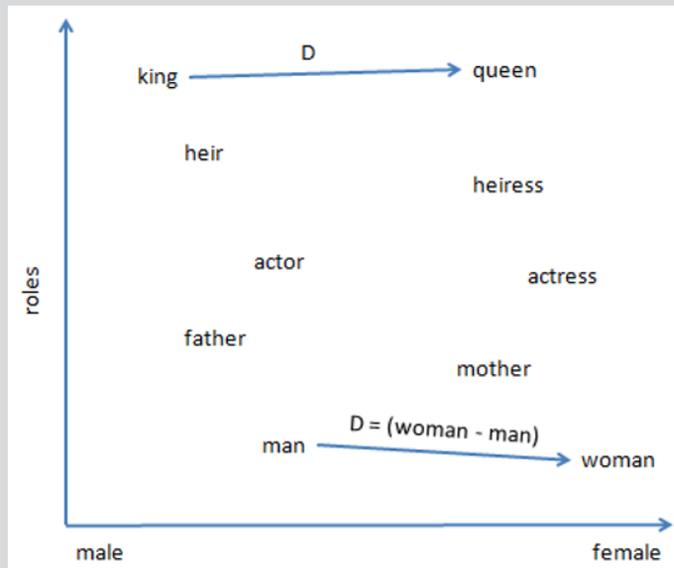 D
king
queen
heir
heiress
actor
actress
roles
father
mother
D = (woman - man)
man
woman
male
female